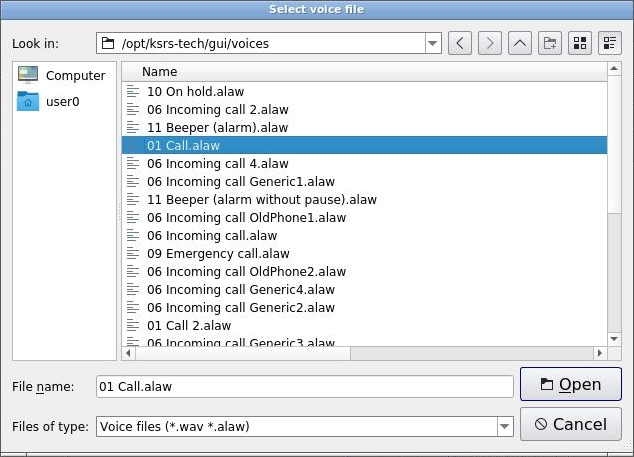 Select voice file
Look in: /opt/ksrs-tech/gui/voices
Computer
user0
Name
10 On hold.alaw
06 Incoming call 2.alaw
11 Beeper (alarm).alaw
01 Call.alaw
06 Incoming call 4.alaw
06 Incoming call Generic1.alaw
11 Beeper (alarm without pause).alaw
06 Incoming call OldPhone1.alaw
06 Incoming call.alaw
09 Emergency call.alaw
06 Incoming call OldPhone2.alaw
06 Incoming call Generic4.alaw
06 Incoming call Generic2.alaw
01 Call 2.alaw
06 Incoming call Generic3.alaw
File name: 01 Call.alaw
Open
Files of type: Voice files (*.wav *.alaw)
Cancel